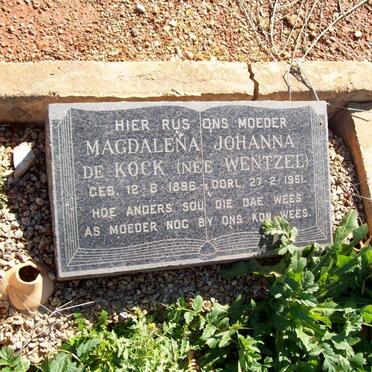 HIER RUS ONS MOEDER
MAGDALENA JOHANNA
DE KOCK (NEE WENTZEL)
GEB. 12-6-1896 - OORL. 27-2-1951.
HOE ANDERS SOU DIE DAE WEES
AS MOEDER NOG BY ONS KON WEES.